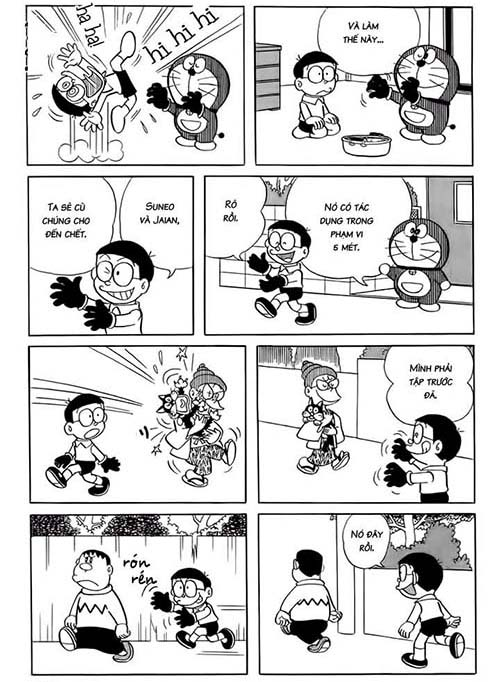 VÀ LÀM
THẾ NÀY...
hi hi hi
ha ha!
NÓ CÓ TÁC
DỤNG TRONG
PHẠM VI
5 MÉT.
RÕ
RỒI.
SUNEO
VÀ JAIAN,
TA SẼ CÙ
CHÚNG CHO
ĐẾN CHẾT.
MÌNH PHẢI
TẬP TRƯỚC
ĐÃ.
NÓ ĐÂY
RỒI.
rón
rén